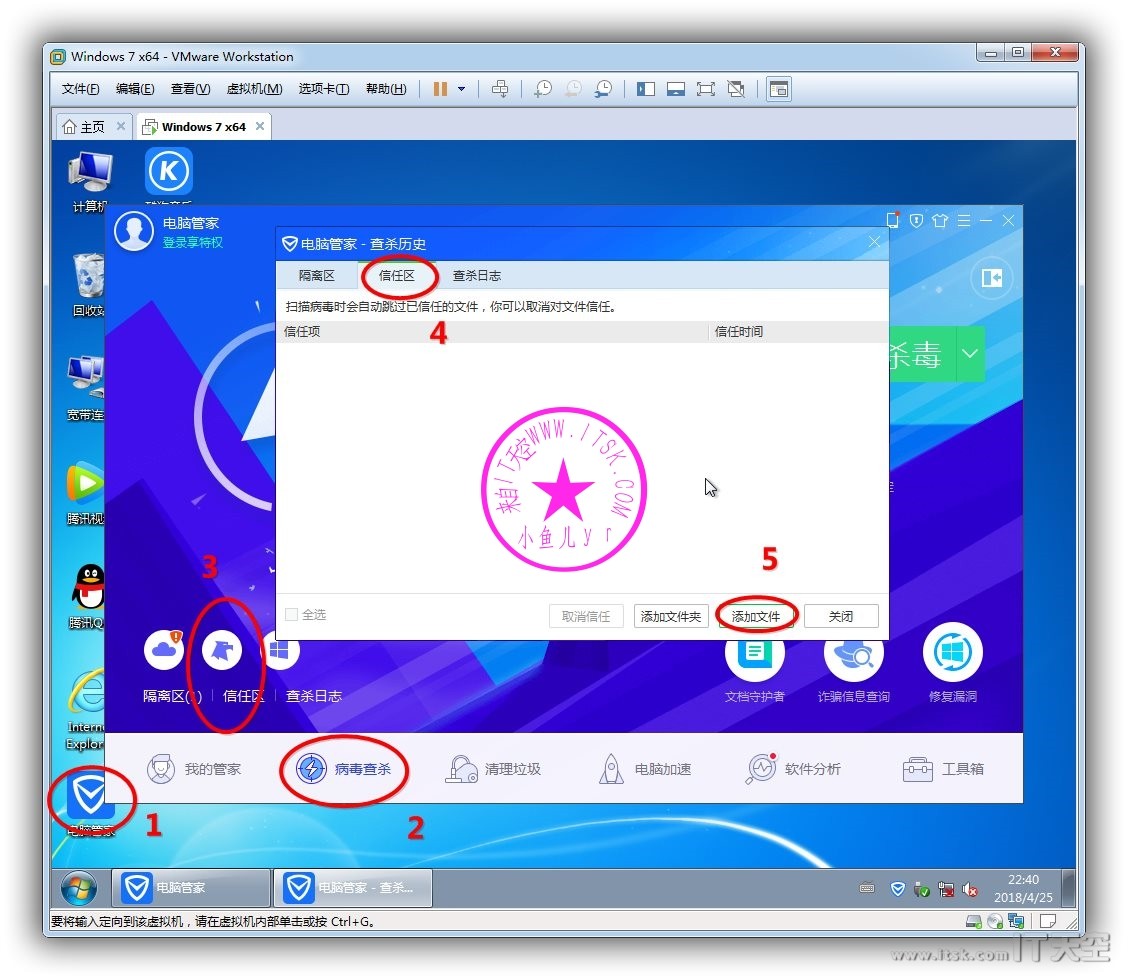 Windows 7 x64 - VMware Workstation
文件(F) 编辑(E) 查看(V) 虚拟机(M) 选项卡(T) 帮助(H)
主页 Windows 7 x64
计算机
回收站
宽带连
腾讯视
腾讯Q
Intern
Explor
电脑管家
电脑管家
登录享特权
电脑管家 - 查杀历史
隔离区 信任区 查杀日志
4
扫描病毒时会自动跳过已信任的文件，你可以取消对文件信任。
信任项 信任时间
杀毒
来自IT天空WWW.ITSK.COM
小鱼儿yr
3
5
全选 取消信任 添加文件夹 添加文件 关闭
隔离区(1) 信任区 查杀日志
文档守护者 诈骗信息查询 修复漏洞
我的管家 病毒查杀 清理垃圾 电脑加速 软件分析 工具箱
1
2
电脑管家 电脑管家 - 查杀...
22:40
2018/4/25
要将输入定向到该虚拟机，请在虚拟机内部单击或按 Ctrl+G。
www.itsk.com IT天空